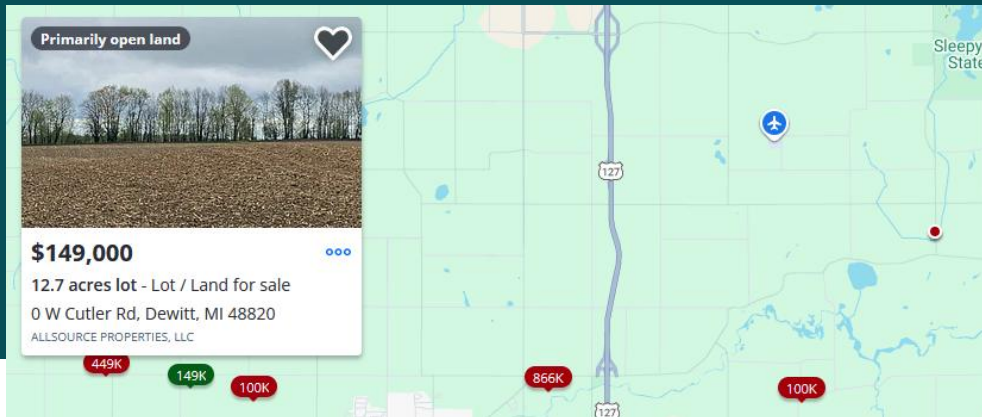 Primarily open land
$149,000
12.7 acres lot - Lot / Land for sale
0 W Cutler Rd, Dewitt, MI 48820
ALLSOURCE PROPERTIES, LLC
Sleepy
State
127
449K
149K
100K
866K
100K
127